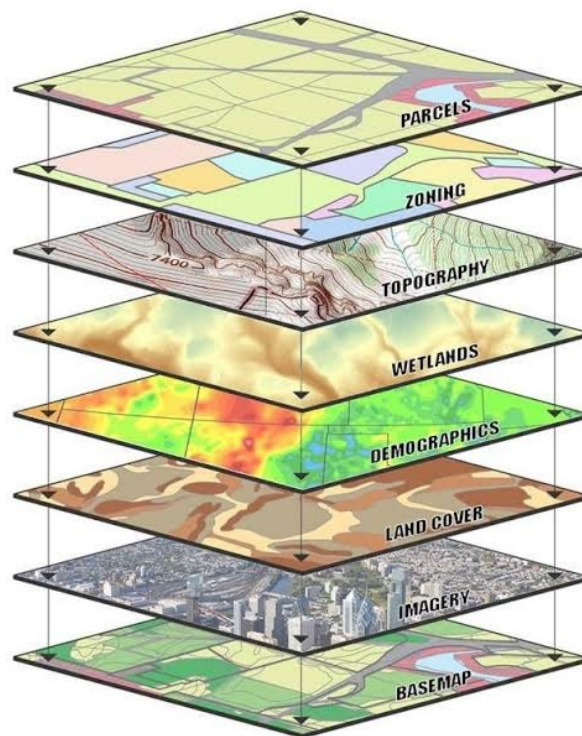 PARCELS
ZONING
7400
TOPOGRAPHY
WETLANDS
DEMOGRAPHICS
LAND COVER
IMAGERY
BASEMAP